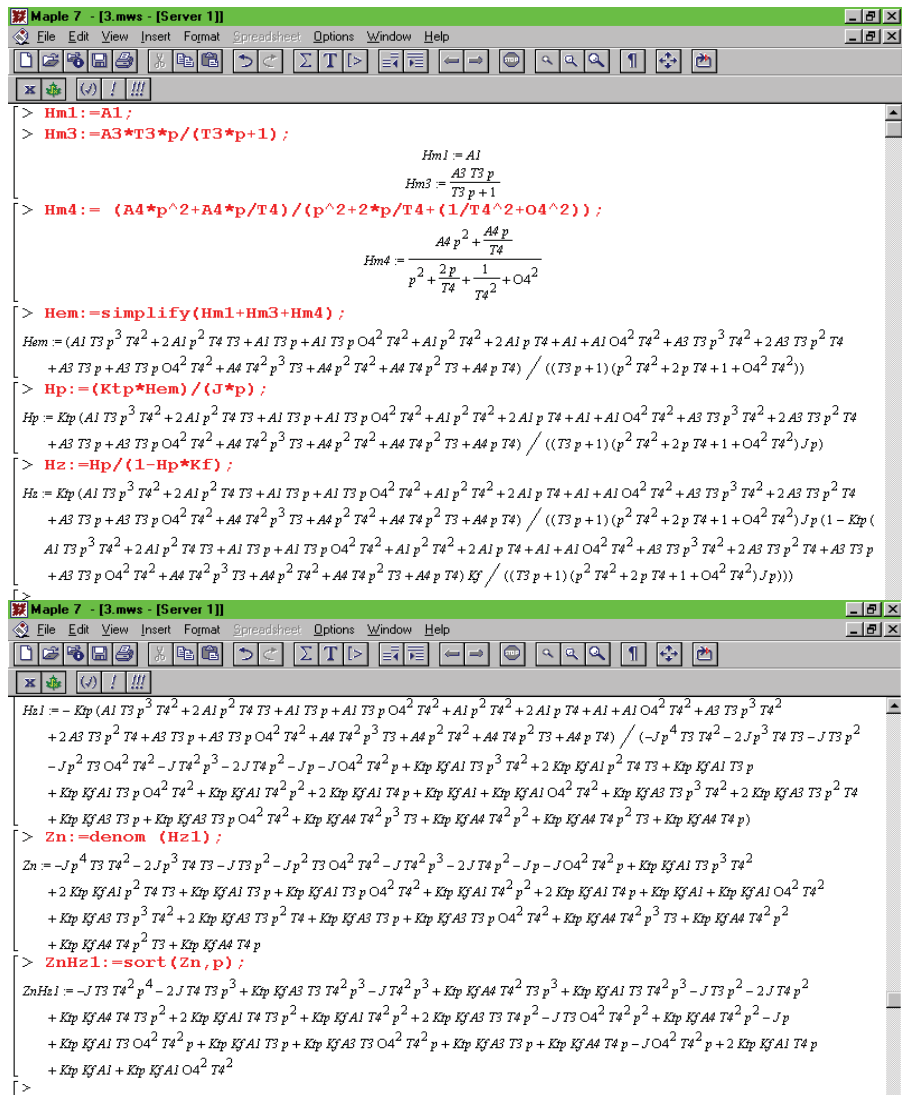 Maple 7 - [3.mws - [Server 1]]
File Edit View Insert Format Spreadsheet Options Window Help
> Hm1:=A1;
> Hm3:=A3*T3*p/(T3*p+1);
Hm1 := A1
Hm3 := A3 T3 p / T3 p + 1
> Hm4:= (A4*p^2+A4*p/T4)/(p^2+2*p/T4+(1/T4^2+O4^2));
A4 p^2 + A4 p / T4
Hm4 :=
p^2 + 2 p / T4 + 1 / T4^2 + O4^2
> Hem:=simplify(Hm1+Hm3+Hm4);
Hem := (A1 T3 p^3 T4^2 + 2 A1 p^2 T4 T3 + A1 T3 p + A1 T3 p O4^2 T4^2 + A1 p^2 T4^2 + 2 A1 p T4 + A1 + A1 O4^2 T4^2 + A3 T3 p^3 T4^2 + 2 A3 T3 p^2 T4
+ A3 T3 p + A3 T3 p O4^2 T4^2 + A4 T4^2 p^3 T3 + A4 p^2 T4^2 + A4 T4 p^2 T3 + A4 p T4) / ((T3 p + 1) (p^2 T4^2 + 2 p T4 + 1 + O4^2 T4^2))
> Hp:=(Ktp*Hem)/(J*p);
Hp := Ktp (A1 T3 p^3 T4^2 + 2 A1 p^2 T4 T3 + A1 T3 p + A1 T3 p O4^2 T4^2 + A1 p^2 T4^2 + 2 A1 p T4 + A1 + A1 O4^2 T4^2 + A3 T3 p^3 T4^2 + 2 A3 T3 p^2 T4
+ A3 T3 p + A3 T3 p O4^2 T4^2 + A4 T4^2 p^3 T3 + A4 p^2 T4^2 + A4 T4 p^2 T3 + A4 p T4) / ((T3 p + 1) (p^2 T4^2 + 2 p T4 + 1 + O4^2 T4^2) J p)
> Hz:=Hp/(1-Hp*Kf);
Hz := Ktp (A1 T3 p^3 T4^2 + 2 A1 p^2 T4 T3 + A1 T3 p + A1 T3 p O4^2 T4^2 + A1 p^2 T4^2 + 2 A1 p T4 + A1 + A1 O4^2 T4^2 + A3 T3 p^3 T4^2 + 2 A3 T3 p^2 T4
+ A3 T3 p + A3 T3 p O4^2 T4^2 + A4 T4^2 p^3 T3 + A4 p^2 T4^2 + A4 T4 p^2 T3 + A4 p T4) / ((T3 p + 1) (p^2 T4^2 + 2 p T4 + 1 + O4^2 T4^2) J p (1 - Ktp (
A1 T3 p^3 T4^2 + 2 A1 p^2 T4 T3 + A1 T3 p + A1 T3 p O4^2 T4^2 + A1 p^2 T4^2 + 2 A1 p T4 + A1 + A1 O4^2 T4^2 + A3 T3 p^3 T4^2 + 2 A3 T3 p^2 T4 + A3 T3 p
+ A3 T3 p O4^2 T4^2 + A4 T4^2 p^3 T3 + A4 p^2 T4^2 + A4 T4 p^2 T3 + A4 p T4) Kf / ((T3 p + 1) (p^2 T4^2 + 2 p T4 + 1 + O4^2 T4^2) J p)))
>
Maple 7 - [3.mws - [Server 1]]
File Edit View Insert Format Spreadsheet Options Window Help
Hz1 := - Ktp (A1 T3 p^3 T4^2 + 2 A1 p^2 T4 T3 + A1 T3 p + A1 T3 p O4^2 T4^2 + A1 p^2 T4^2 + 2 A1 p T4 + A1 + A1 O4^2 T4^2 + A3 T3 p^3 T4^2
+ 2 A3 T3 p^2 T4 + A3 T3 p + A3 T3 p O4^2 T4^2 + A4 T4^2 p^3 T3 + A4 p^2 T4^2 + A4 T4 p^2 T3 + A4 p T4) / (-J p^4 T3 T4^2 - 2 J p^3 T4 T3 - J T3 p^2
- J p^2 T3 O4^2 T4^2 - J T4^2 p^3 - 2 J T4 p^2 - J p - J O4^2 T4^2 p + Ktp Kf A1 T3 p^3 T4^2 + 2 Ktp Kf A1 p^2 T4 T3 + Ktp Kf A1 T3 p
+ Ktp Kf A1 T3 p O4^2 T4^2 + Ktp Kf A1 T4^2 p^2 + 2 Ktp Kf A1 T4 p + Ktp Kf A1 + Ktp Kf A1 O4^2 T4^2 + Ktp Kf A3 T3 p^3 T4^2 + 2 Ktp Kf A3 T3 p^2 T4
+ Ktp Kf A3 T3 p + Ktp Kf A3 T3 p O4^2 T4^2 + Ktp Kf A4 T4^2 p^3 T3 + Ktp Kf A4 T4^2 p^2 + Ktp Kf A4 T4 p^2 T3 + Ktp Kf A4 T4 p)
> Zn:=denom (Hz1);
Zn := -J p^4 T3 T4^2 - 2 J p^3 T4 T3 - J T3 p^2 - J p^2 T3 O4^2 T4^2 - J T4^2 p^3 - 2 J T4 p^2 - J p - J O4^2 T4^2 p + Ktp Kf A1 T3 p^3 T4^2
+ 2 Ktp Kf A1 p^2 T4 T3 + Ktp Kf A1 T3 p + Ktp Kf A1 T3 p O4^2 T4^2 + Ktp Kf A1 T4^2 p^2 + 2 Ktp Kf A1 T4 p + Ktp Kf A1 + Ktp Kf A1 O4^2 T4^2
+ Ktp Kf A3 T3 p^3 T4^2 + 2 Ktp Kf A3 T3 p^2 T4 + Ktp Kf A3 T3 p + Ktp Kf A3 T3 p O4^2 T4^2 + Ktp Kf A4 T4^2 p^3 T3 + Ktp Kf A4 T4^2 p^2
+ Ktp Kf A4 T4 p^2 T3 + Ktp Kf A4 T4 p
> ZnHz1:=sort(Zn,p);
ZnHz1 := -J T3 T4^2 p^4 - 2 J T4 T3 p^3 + Ktp Kf A3 T3 T4^2 p^3 - J T4^2 p^3 + Ktp Kf A4 T4^2 T3 p^3 + Ktp Kf A1 T3 T4^2 p^3 - J T3 p^2 - 2 J T4 p^2
+ Ktp Kf A4 T4 T3 p^2 + 2 Ktp Kf A1 T4 T3 p^2 + Ktp Kf A1 T4^2 p^2 + 2 Ktp Kf A3 T3 T4 p^2 - J T3 O4^2 T4^2 p^2 + Ktp Kf A4 T4^2 p^2 - J p
+ Ktp Kf A1 T3 O4^2 T4^2 p + Ktp Kf A1 T3 p + Ktp Kf A3 T3 O4^2 T4^2 p + Ktp Kf A3 T3 p + Ktp Kf A4 T4 p - J O4^2 T4^2 p + 2 Ktp Kf A1 T4 p
+ Ktp Kf A1 + Ktp Kf A1 O4^2 T4^2
>